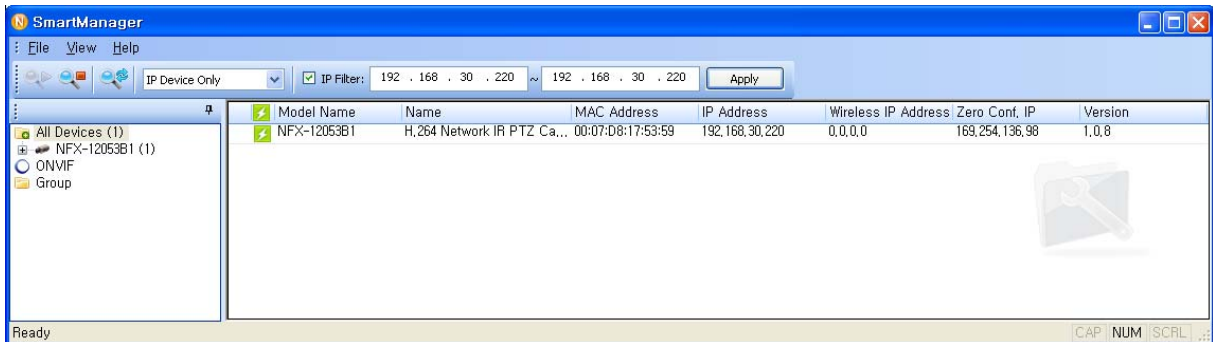 SmartManager
File View Help
IP Device Only IP Filter: 192 . 168 . 30 . 220 ~ 192 . 168 . 30 . 220 Apply
Model Name Name MAC Address IP Address Wireless IP Address Zero Conf. IP Version
NFX-12053B1 H.264 Network IR PTZ Ca... 00:07:D8:17:53:59 192.168.30.220 0.0.0.0 169.254.136.98 1.0.8
All Devices (1)
NFX-12053B1 (1)
ONVIF
Group
Ready CAP NUM SCRL